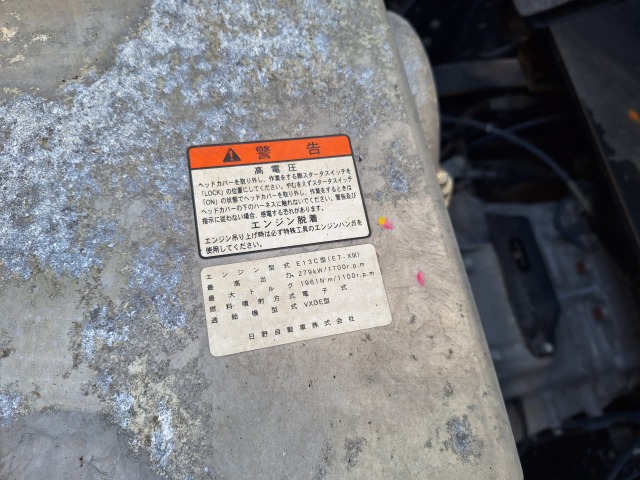 警告
高電圧
ヘッドカバーを取り外し、作業をする際スタータスイッチを
「LOCK」の位置にしてください。やむをえずスタータスイッチ
「ON」の状態でヘッドカバーを取り外し、作業をするときは
ヘッドカバーの下のハーネスに触れないでください。警告及び
指示に従わない場合、感電する恐れがあります。
エンジン脱着
エンジン吊り上げ時は必ず特殊工具のエンジンハンガを
使用してください。
エンジン型式 E13C型(ET-XⅢ)
最高出力 279kW/1700r.p.m
最大トルク 1961N·m/1100r.p.m
燃料噴射方式 電子式
過給機型式 VXDE型
日野自動車株式会社